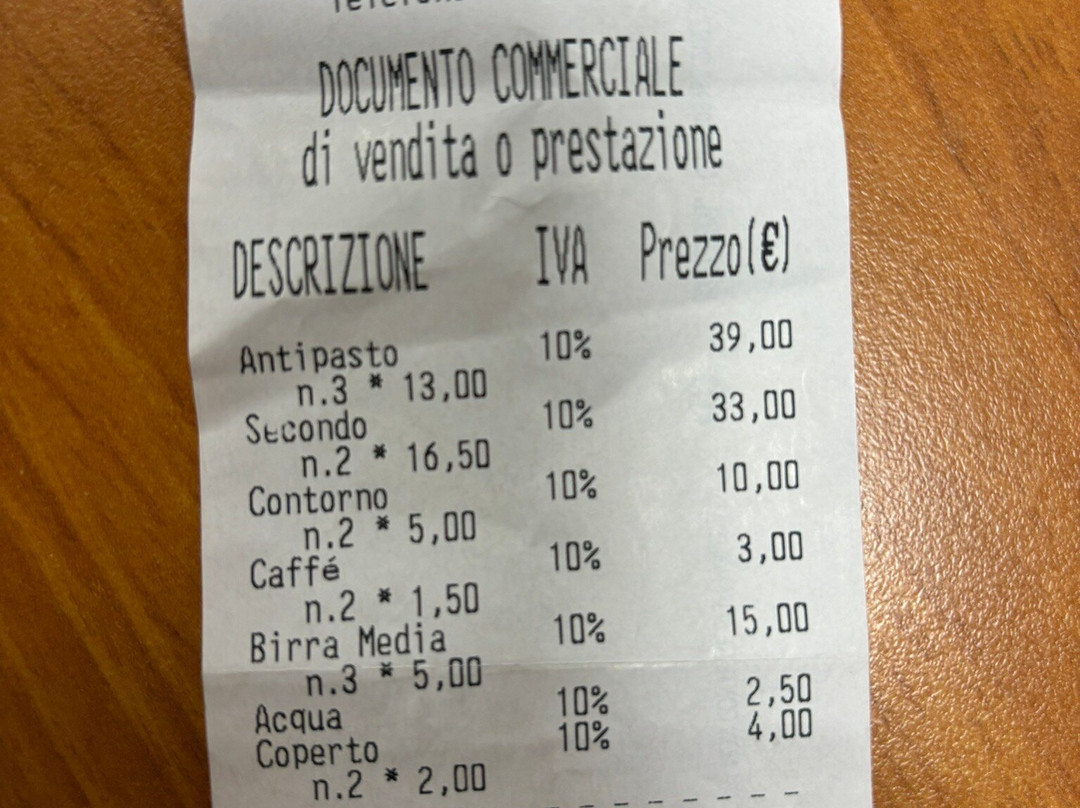 DOCUMENTO COMMERCIALE
di vendita o prestazione
DESCRIZIONE IVA Prezzo(€)
Antipasto 10% 39,00
n.3 * 13,00
Secondo 10% 33,00
n.2 * 16,50
Contorno 10% 10,00
n.2 * 5,00
Caffé 10% 3,00
n.2 * 1,50
Birra Media 10% 15,00
n.3 * 5,00
Acqua 10% 2,50
Coperto 10% 4,00
n.2 * 2,00